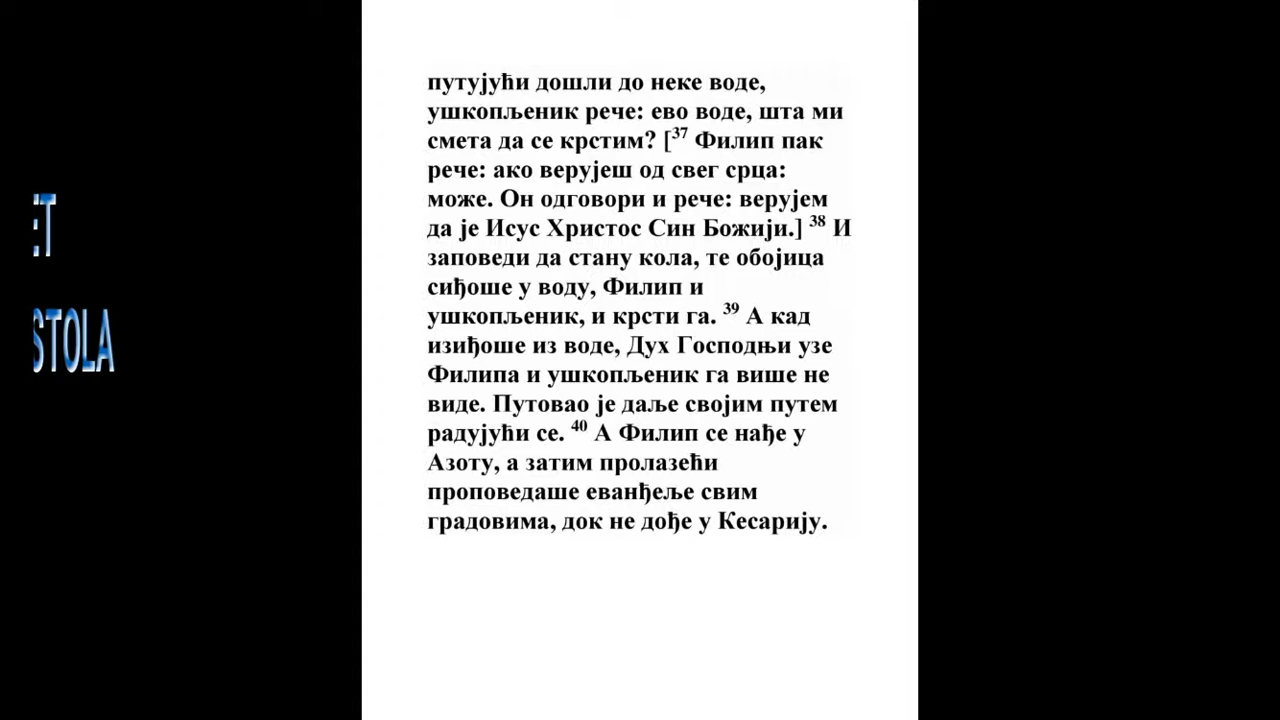 ET
STOLA
путујући дошли до неке воде,
ушкопљеник рече: ево воде, шта ми
смета да се крстим? [37 Филип пак
рече: ако верујеш од свег срца:
може. Он одговори и рече: верујем
да је Исус Христос Син Божији.] 38 И
заповеди да стану кола, те обојица
сиђоше у воду, Филип и
ушкопљеник, и крсти га. 39 А кад
изиђоше из воде, Дух Господњи узе
Филипа и ушкопљеник га више не
виде. Путовао је даље својим путем
радујући се. 40 А Филип се нађе у
Азоту, а затим пролазећи
проповедаше еванђеље свим
градовима, док не дође у Кесарију.